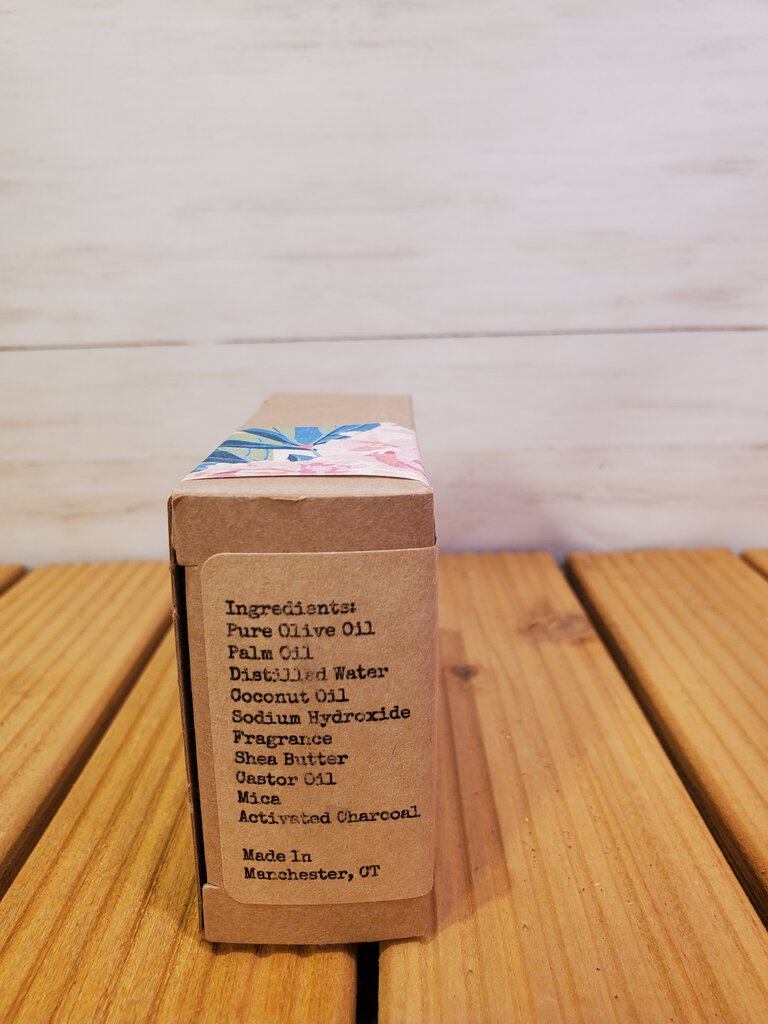 Ingredients:
Pure Olive Oil
Palm Oil
Distilled Water
Coconut Oil
Sodium Hydroxide
Fragrance
Shea Butter
Castor Oil
Mica
Activated Charcoal
Made In
Manchester, CT